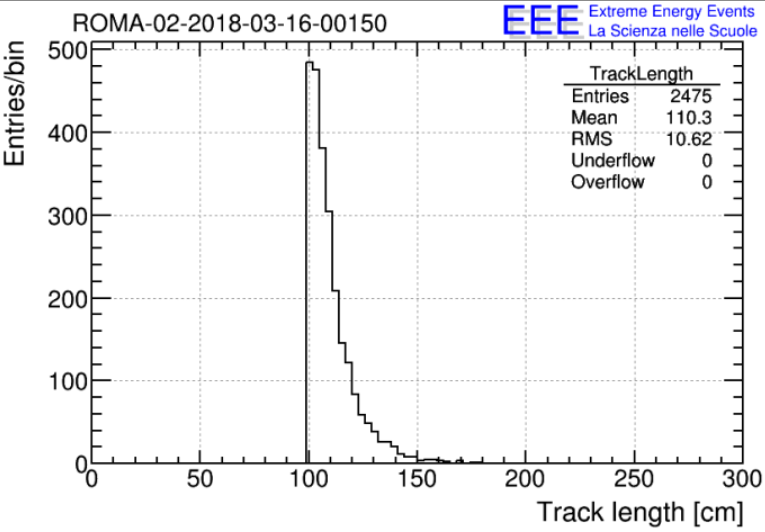 ROMA-02-2018-03-16-00150
EEE Extreme Energy Events
La Scienza nelle Scuole
Entries/bin
500
400
300
200
100
0
TrackLength
Entries 2475
Mean 110.3
RMS 10.62
Underflow 0
Overflow 0
0 50 100 150 200 250 300
Track length [cm]